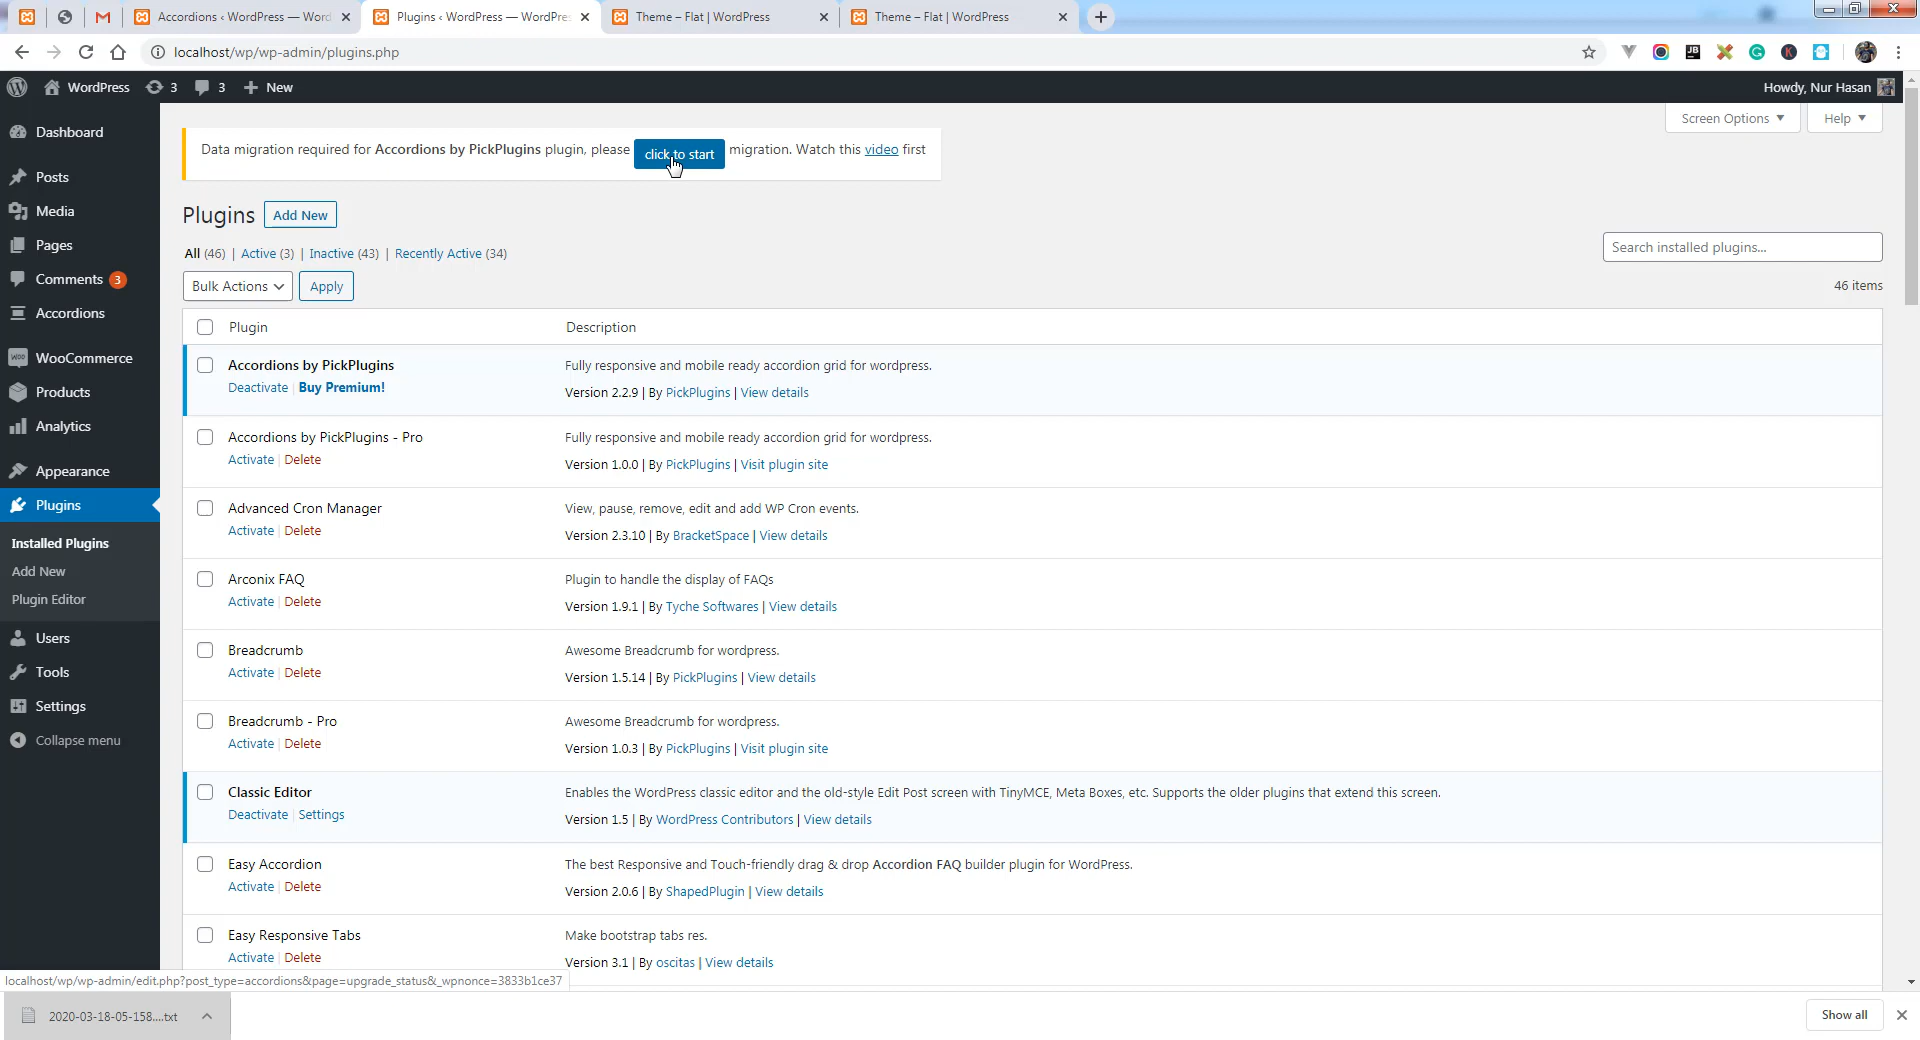 Accordions ‹ WordPress — Word
Plugins ‹ WordPress — WordPre
Theme – Flat | WordPress
Theme – Flat | WordPress
localhost/wp/wp-admin/plugins.php
WordPress 3 3 New
Howdy, Nur Hasan
Screen Options
Help
Data migration required for Accordions by PickPlugins plugin, please click to start migration. Watch this video first
Plugins Add New
All (46) | Active (3) | Inactive (43) | Recently Active (34)
Search installed plugins...
Bulk Actions Apply
46 items
Plugin Description
Accordions by PickPlugins
Fully responsive and mobile ready accordion grid for wordpress.
Deactivate | Buy Premium!
Version 2.2.9 | By PickPlugins | View details
Accordions by PickPlugins - Pro
Fully responsive and mobile ready accordion grid for wordpress.
Activate | Delete
Version 1.0.0 | By PickPlugins | Visit plugin site
Advanced Cron Manager
View, pause, remove, edit and add WP Cron events.
Activate | Delete
Version 2.3.10 | By BracketSpace | View details
Arconix FAQ
Plugin to handle the display of FAQs
Activate | Delete
Version 1.9.1 | By Tyche Softwares | View details
Breadcrumb
Awesome Breadcrumb for wordpress.
Activate | Delete
Version 1.5.14 | By PickPlugins | View details
Breadcrumb - Pro
Awesome Breadcrumb for wordpress.
Activate | Delete
Version 1.0.3 | By PickPlugins | Visit plugin site
Classic Editor
Enables the WordPress classic editor and the old-style Edit Post screen with TinyMCE, Meta Boxes, etc. Supports the older plugins that extend this screen.
Deactivate | Settings
Version 1.5 | By WordPress Contributors | View details
Easy Accordion
The best Responsive and Touch-friendly drag & drop Accordion FAQ builder plugin for WordPress.
Activate | Delete
Version 2.0.6 | By ShapedPlugin | View details
Easy Responsive Tabs
Make bootstrap tabs res.
Activate | Delete
Version 3.1 | By oscitas | View details
Dashboard
Posts
Media
Pages
Comments 3
Accordions
WooCommerce
Products
Analytics
Appearance
Plugins
Installed Plugins
Add New
Plugin Editor
Users
Tools
Settings
Collapse menu
localhost/wp/wp-admin/edit.php?post_type=accordions&page=upgrade_status&_wpnonce=3833b1ce37
2020-03-18-05-158....txt
Show all